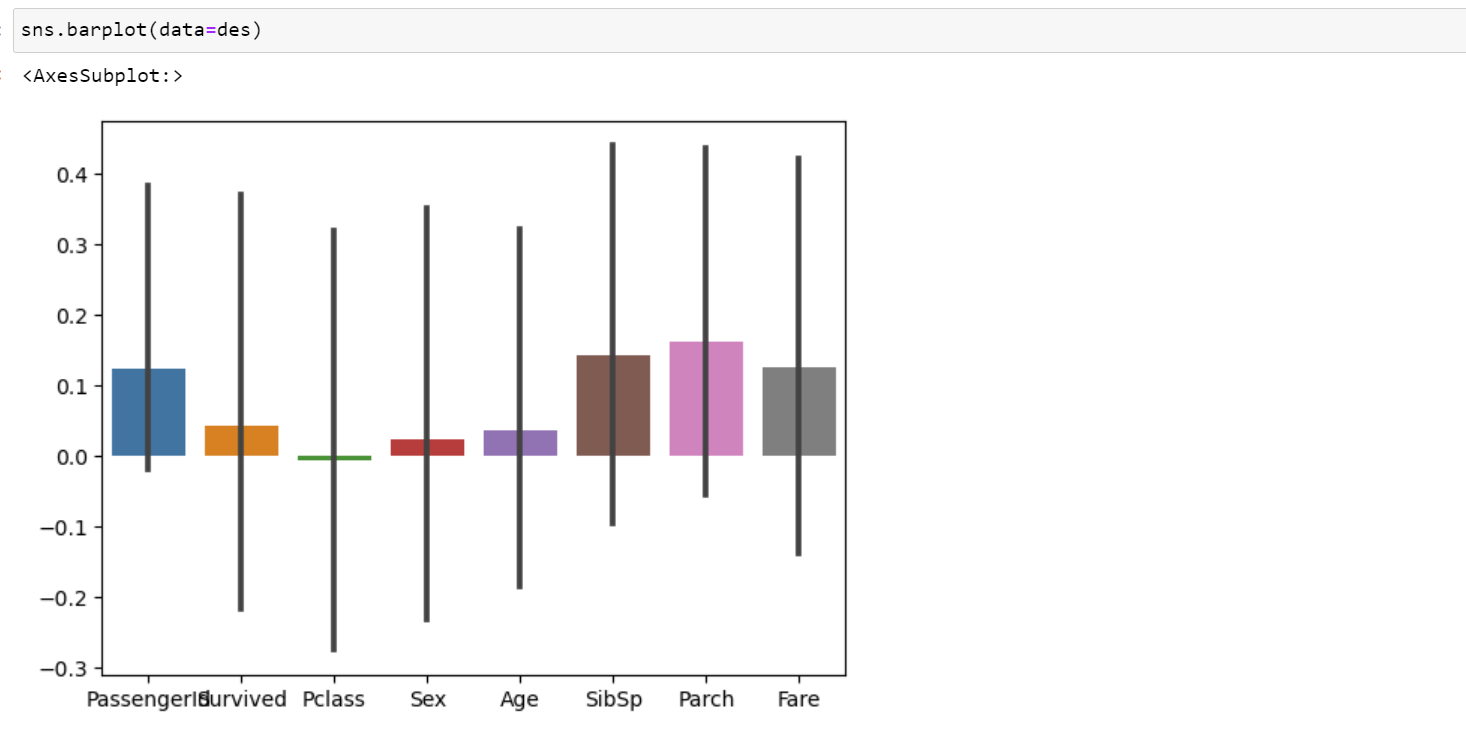 sns.barplot(data=des)
<AxesSubplot:>
0.4
0.3
0.2
0.1
0.0
−0.1
−0.2
−0.3
PassengerId Survived Pclass Sex Age SibSp Parch Fare